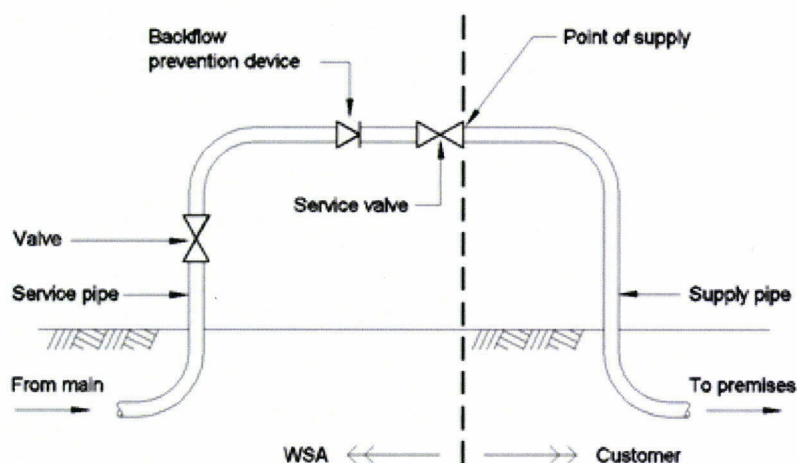 Backflow
prevention device
Point of supply
Service valve
Valve
Service pipe
Supply pipe
From main
To premises
WSA
Customer